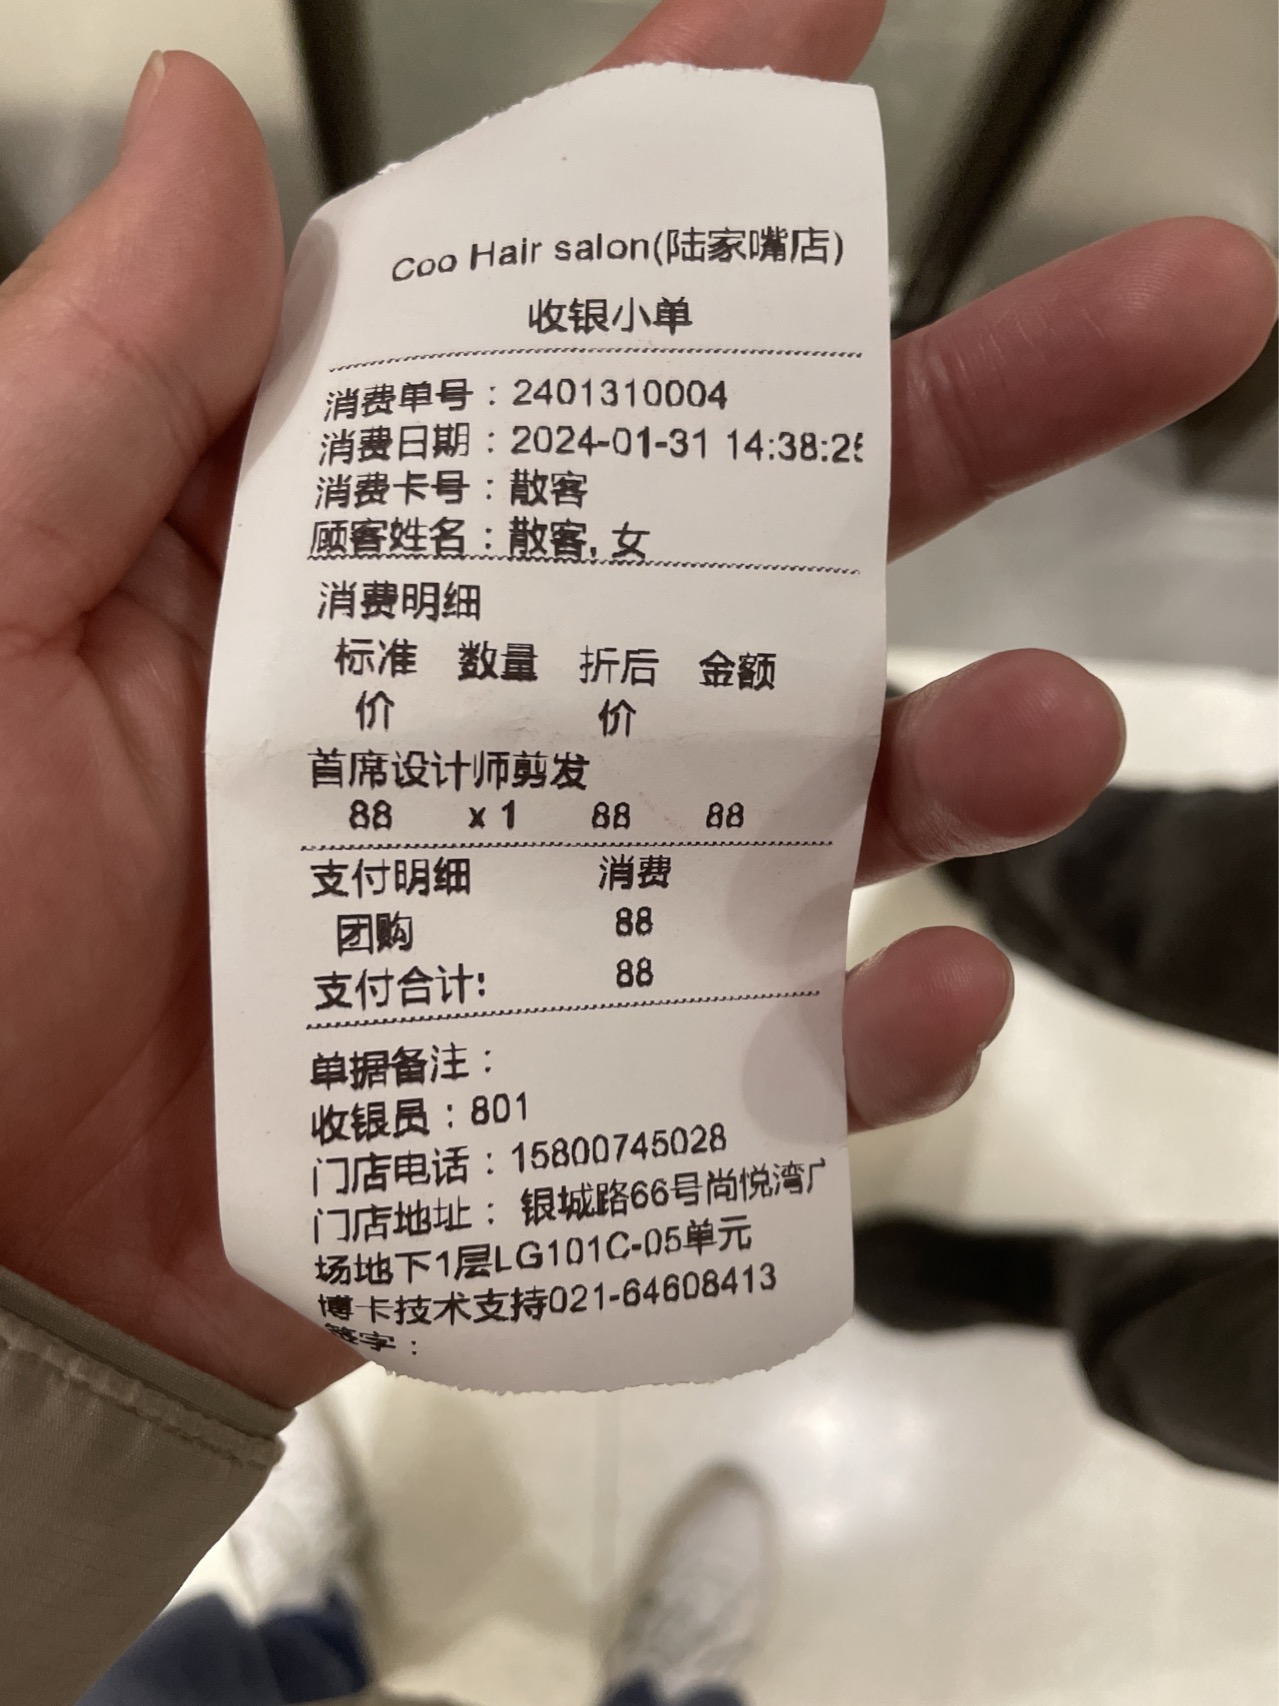 Coo Hair salon(陆家嘴店)
收银小单
消费单号：2401310004
消费日期：2024-01-31 14:38:25
消费卡号：散客
顾客姓名：散客, 女
消费明细
标准 数量 折后 金额
价 价
首席设计师剪发
88 x 1 88 88
支付明细 消费
团购 88
支付合计: 88
单据备注：
收银员：801
门店电话：15800745028
门店地址： 银城路66号尚悦湾广
场地下1层LG101C-05单元
博卡技术支持021-64608413
签字：